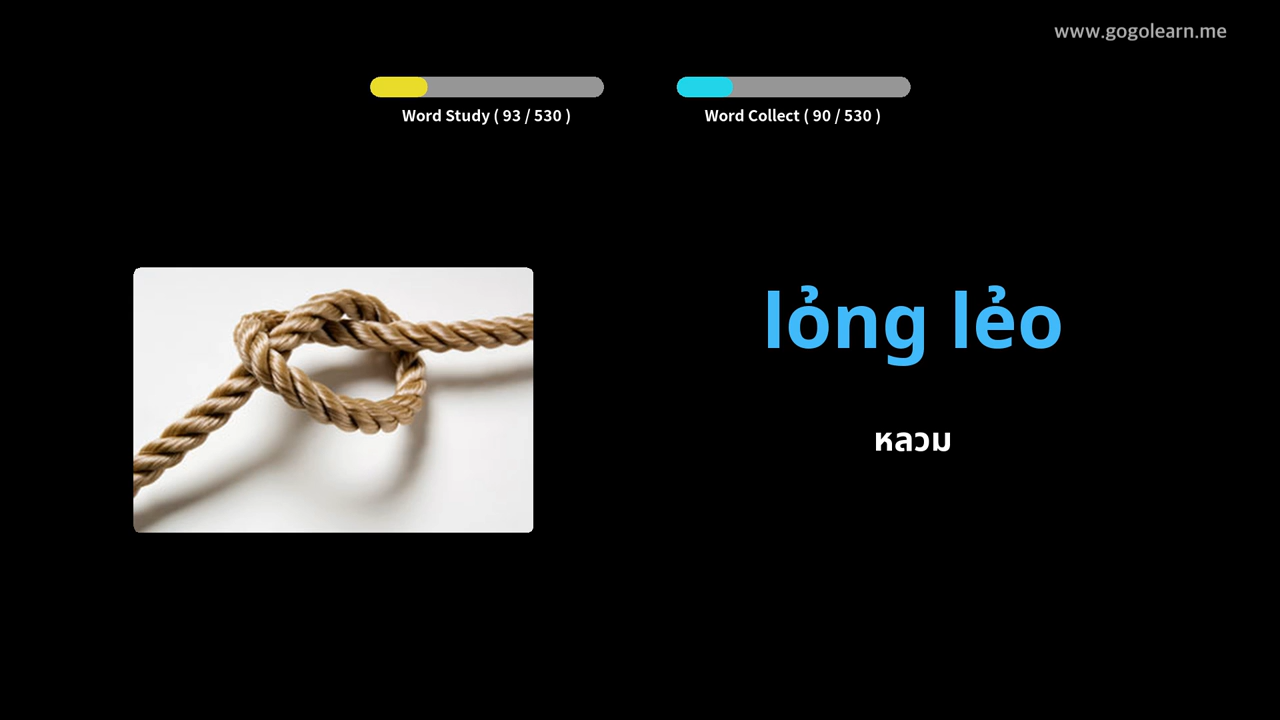 www.gogolearn.me
Word Study ( 93 / 530 )
Word Collect ( 90 / 530 )
lỏng lẻo
หลวม